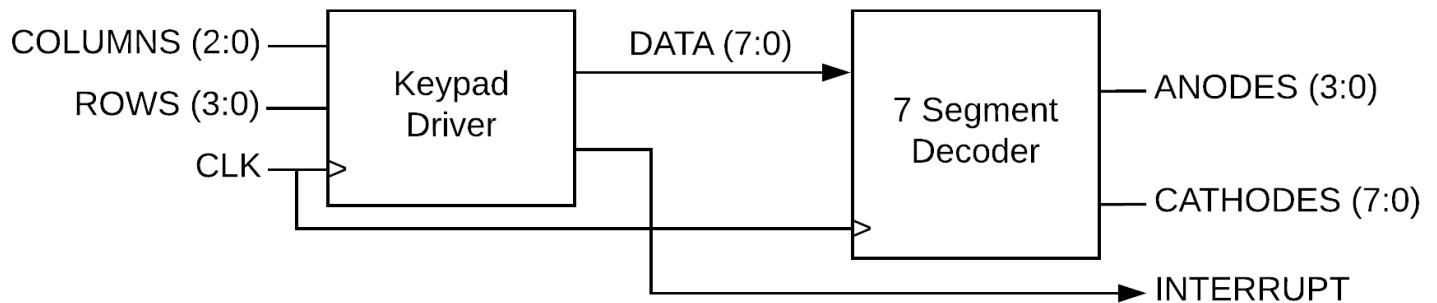 COLUMNS (2:0)
ROWS (3:0)
CLK
Keypad
Driver
DATA (7:0)
7 Segment
Decoder
ANODES (3:0)
CATHODES (7:0)
INTERRUPT